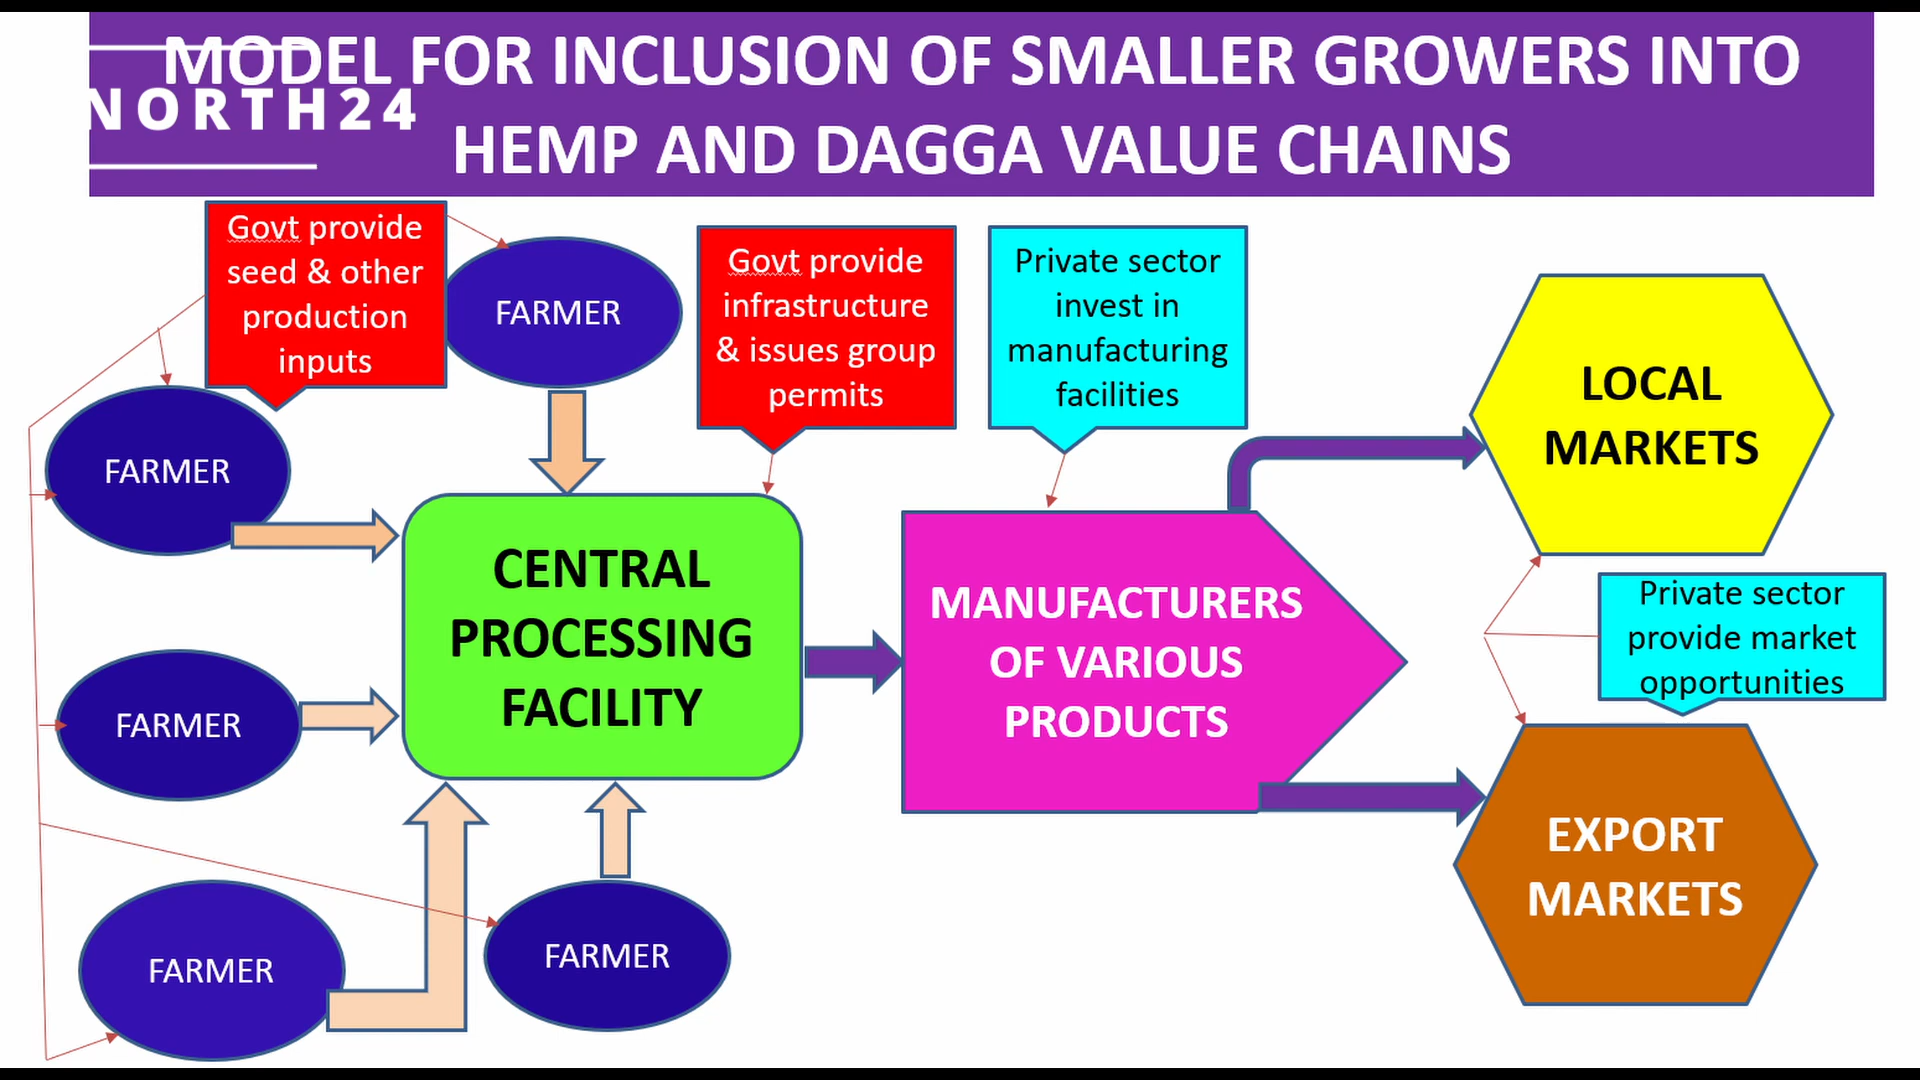 MODEL FOR INCLUSION OF SMALLER GROWERS INTO
HEMP AND DAGGA VALUE CHAINS
NORTH24
Govt provide
seed & other
production
inputs
FARMER
Govt provide
infrastructure
& issues group
permits
Private sector
invest in
manufacturing
facilities
LOCAL
MARKETS
FARMER
CENTRAL
PROCESSING
FACILITY
MANUFACTURERS
OF VARIOUS
PRODUCTS
Private sector
provide market
opportunities
FARMER
EXPORT
MARKETS
FARMER
FARMER